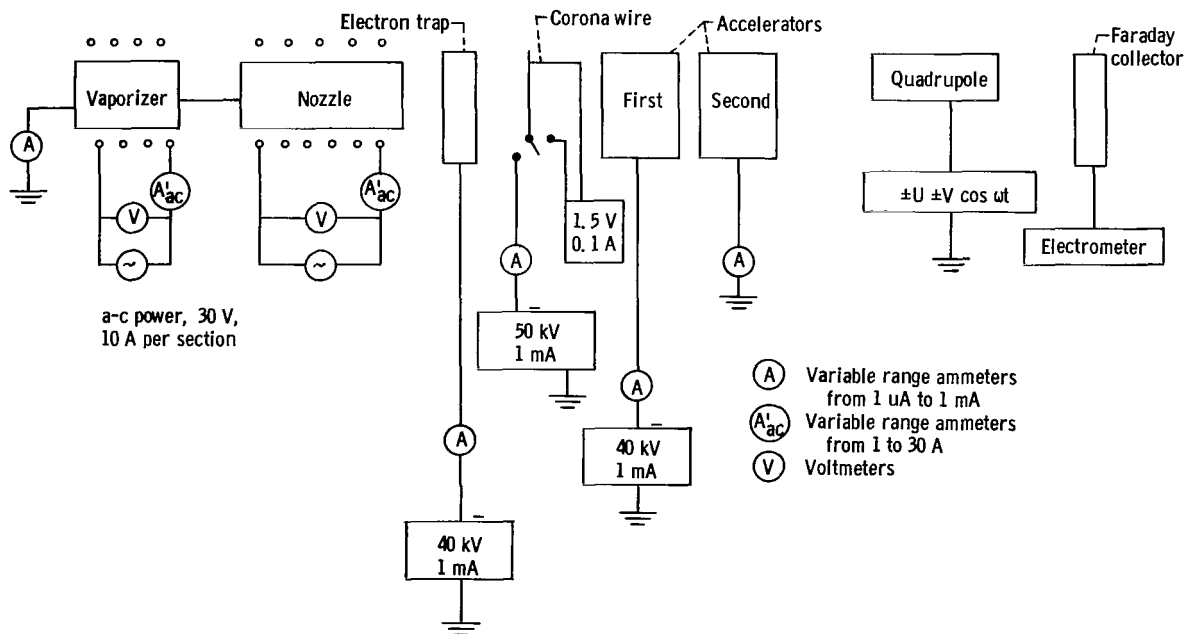 Electron trap
Corona wire
Accelerators
Faraday
collector
Vaporizer
Nozzle
First
Second
Quadrupole
A
A'ac
A'ac
V
V
~
~
1.5 V
0.1 A
±U ±V cos ωt
Electrometer
A
A
a-c power, 30 V,
10 A per section
−
50 kV
1 mA
A
−
40 kV
1 mA
A
−
40 kV
1 mA
A Variable range ammeters
from 1 uA to 1 mA
A'ac Variable range ammeters
from 1 to 30 A
V Voltmeters